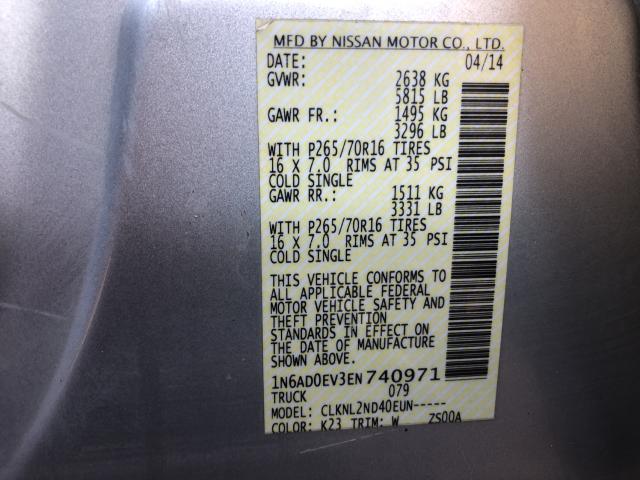 MFD BY NISSAN MOTOR CO., LTD.
DATE: 04/14
GVWR: 2638 KG
5815 LB
GAWR FR.: 1495 KG
3296 LB
WITH P265/70R16 TIRES
16 X 7.0 RIMS AT 35 PSI
COLD SINGLE
GAWR RR.: 1511 KG
3331 LB
WITH P265/70R16 TIRES
16 X 7.0 RIMS AT 35 PSI
COLD SINGLE
THIS VEHICLE CONFORMS TO
ALL APPLICABLE FEDERAL
MOTOR VEHICLE SAFETY AND
THEFT PREVENTION
STANDARDS IN EFFECT ON
THE DATE OF MANUFACTURE
SHOWN ABOVE.
1N6AD0EV3EN740971
TRUCK 079
MODEL: CLKNL2ND40EUN-----
COLOR: K23 TRIM: W ZS00A